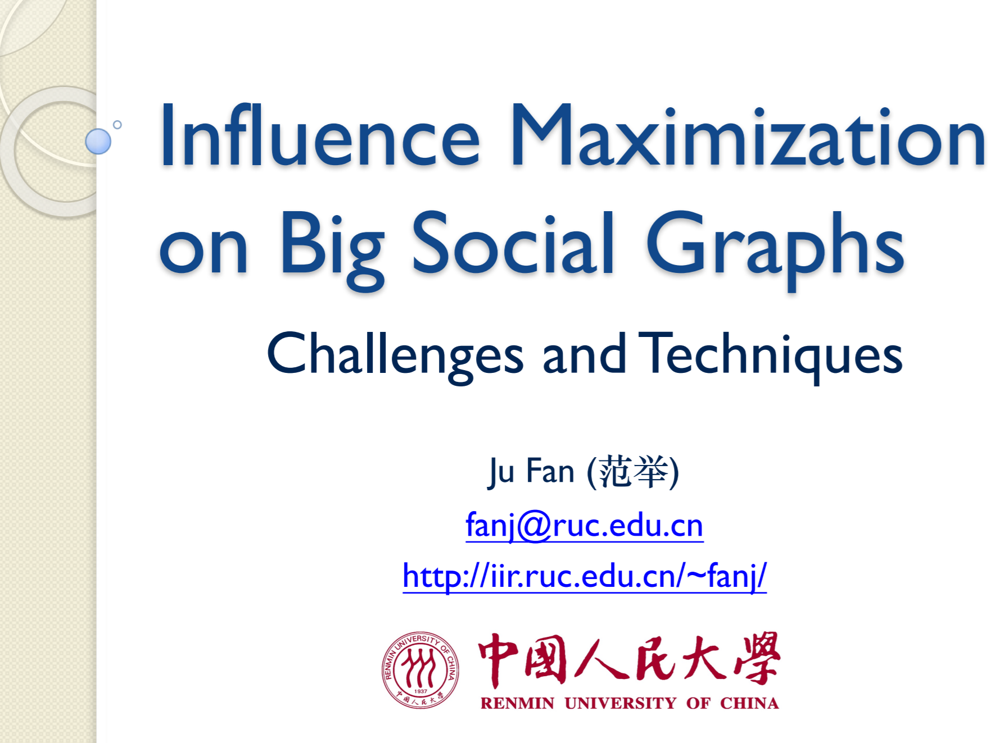 Influence Maximization
on Big Social Graphs
Challenges and Techniques
Ju Fan (范举)
fanj@ruc.edu.cn
http://iir.ruc.edu.cn/~fanj/
RENMIN UNIVERSITY OF CHINA
1937
中國人民大學
中國人民大學
RENMIN UNIVERSITY OF CHINA